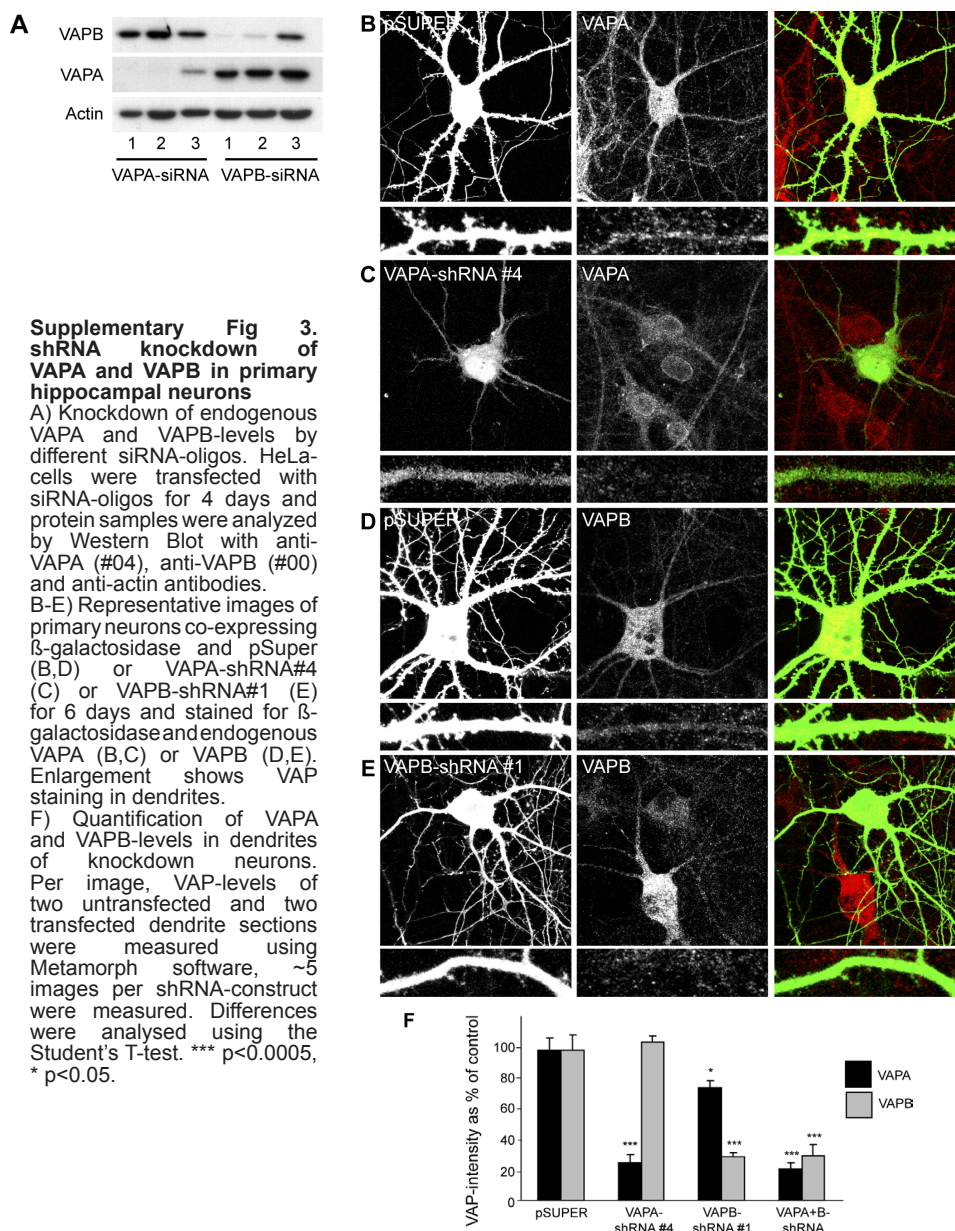 A
VAPB
VAPA
Actin
1 2 3 1 2 3
VAPA-siRNA VAPB-siRNA
Supplementary Fig 3.
shRNA knockdown of
VAPA and VAPB in primary
hippocampal neurons
A) Knockdown of endogenous
VAPA and VAPB-levels by
different siRNA-oligos. HeLa-
cells were transfected with
siRNA-oligos for 4 days and
protein samples were analyzed
by Western Blot with anti-
VAPA (#04), anti-VAPB (#00)
and anti-actin antibodies.
B-E) Representative images of
primary neurons co-expressing
ß-galactosidase and pSuper
(B,D) or VAPA-shRNA#4
(C) or VAPB-shRNA#1 (E)
for 6 days and stained for ß-
galactosidase and endogenous
VAPA (B,C) or VAPB (D,E).
Enlargement shows VAP
staining in dendrites.
F) Quantification of VAPA
and VAPB-levels in dendrites
of knockdown neurons.
Per image, VAP-levels of
two untransfected and two
transfected dendrite sections
were measured using
Metamorph software, ~5
images per shRNA-construct
were measured. Differences
were analysed using the
Student's T-test. *** p<0.0005,
* p<0.05.
B pSUPER VAPA
C VAPA-shRNA #4 VAPA
D pSUPER VAPB
E VAPB-shRNA #1 VAPB
F
VAP-intensity as % of control
100
80
60
40
20
0
*** * *** *** ***
pSUPER
VAPA-
shRNA #4
VAPB-
shRNA #1
VAPA+B-
shRNA
VAPA
VAPB